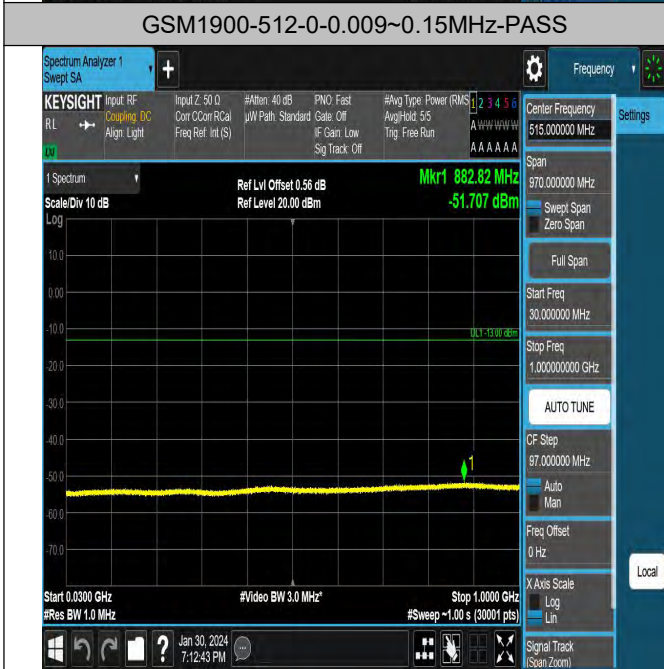 GSM1900-512-0-0.009~0.15MHz-PASS
Spectrum Analyzer 1
Swept SA
Frequency
KEYSIGHT
RL
Input: RF
Coupling: DC
Align: Light
Input Z: 50 Ω
Corr CCorr RCal
Freq Ref: Int (S)
#Atten: 40 dB
µW Path: Standard
PNO: Fast
Gate: Off
IF Gain: Low
Sig Track: Off
#Avg Type: Power (RMS
Avg|Hold: 5/5
Trig: Free Run
1 2 3 4 5 6
A W W W W W
A A A A A A
Center Frequency
515.000000 MHz
Settings
Span
970.000000 MHz
Swept Span
Zero Span
Full Span
Start Freq
30.000000 MHz
Stop Freq
1.000000000 GHz
AUTO TUNE
CF Step
97.000000 MHz
Auto
Man
Freq Offset
0 Hz
X Axis Scale
Log
Lin
Local
Signal Track
(Span Zoom)
1 Spectrum
Scale/Div 10 dB
Log
Ref Lvl Offset 0.56 dB
Ref Level 20.00 dBm
Mkr1 882.82 MHz
-51.707 dBm
10.0
0.00
-10.0
DL1 -13.00 dBm
-20.0
-30.0
-40.0
1
-50.0
-60.0
-70.0
Start 0.0300 GHz
#Res BW 1.0 MHz
#Video BW 3.0 MHz*
Stop 1.0000 GHz
#Sweep ~1.00 s (30001 pts)
?
Jan 30, 2024
7:12:43 PM